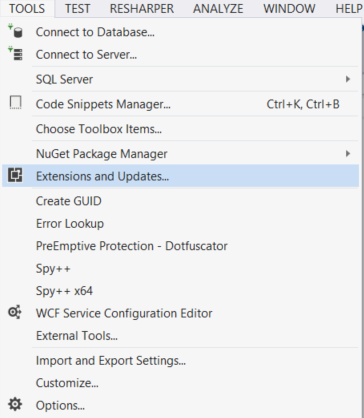 TOOLS TEST RESHARPER ANALYZE WINDOW HELP
Connect to Database...
Connect to Server...
SQL Server
Code Snippets Manager... Ctrl+K, Ctrl+B
Choose Toolbox Items...
NuGet Package Manager
Extensions and Updates...
Create GUID
Error Lookup
PreEmptive Protection - Dotfuscator
Spy++
Spy++ x64
WCF Service Configuration Editor
External Tools...
Import and Export Settings...
Customize...
Options...